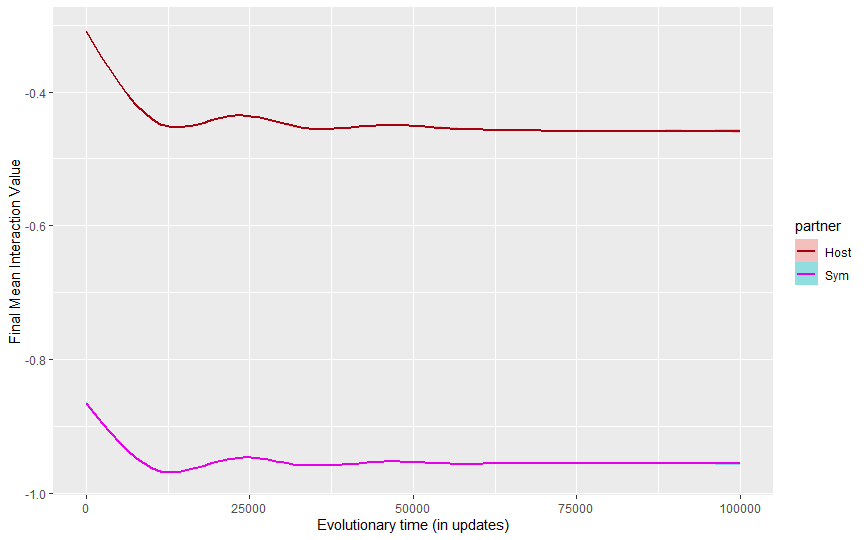 Final Mean Interaction Value
-0.4
-0.6
-0.8
-1.0
0
25000
50000
75000
100000
Evolutionary time (in updates)
partner
Host
Sym